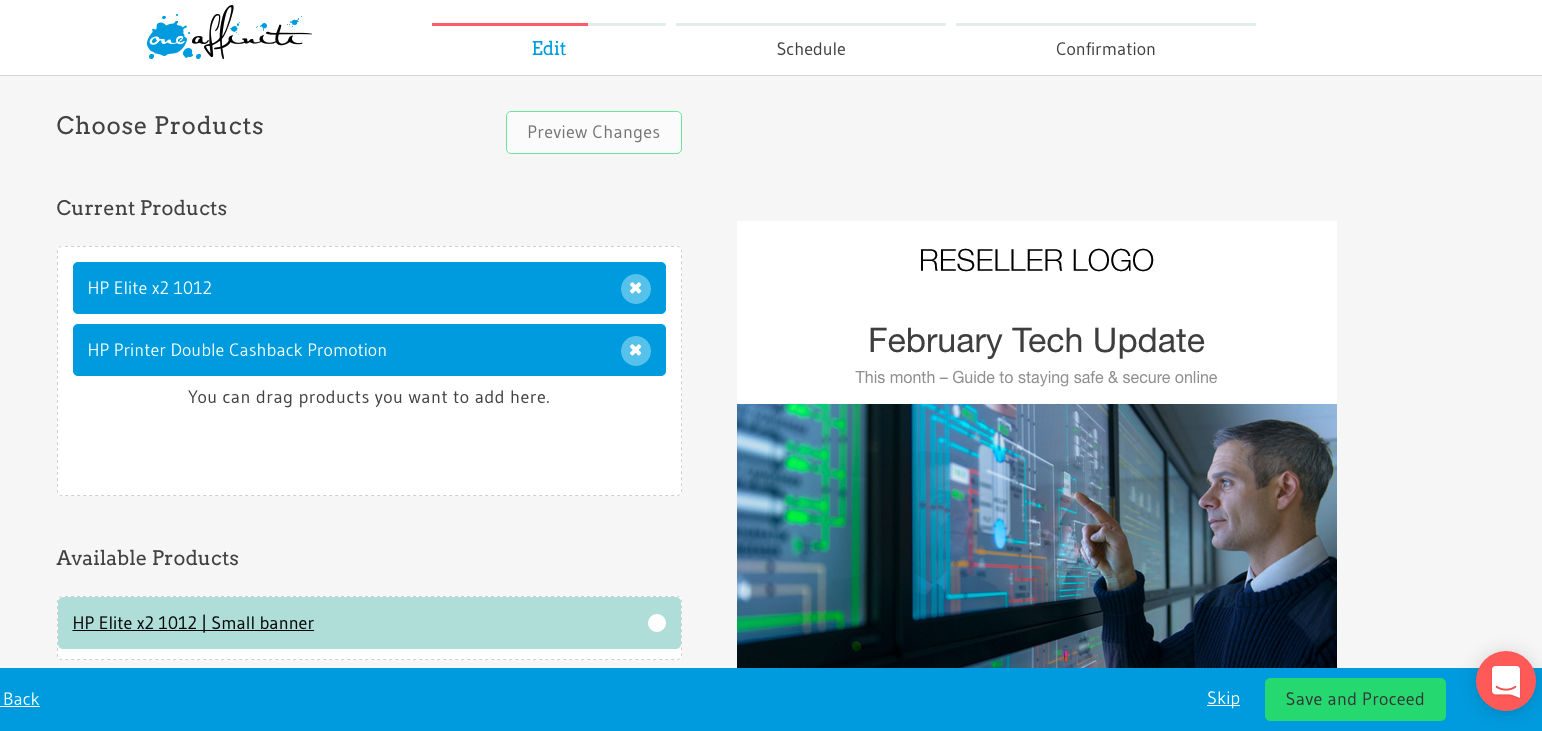 one affiniti
Edit
Schedule
Confirmation
Choose Products
Preview Changes
Current Products
HP Elite x2 1012
HP Printer Double Cashback Promotion
You can drag products you want to add here.
Available Products
HP Elite x2 1012 | Small banner
RESELLER LOGO
February Tech Update
This month – Guide to staying safe & secure online
Back
Skip
Save and Proceed